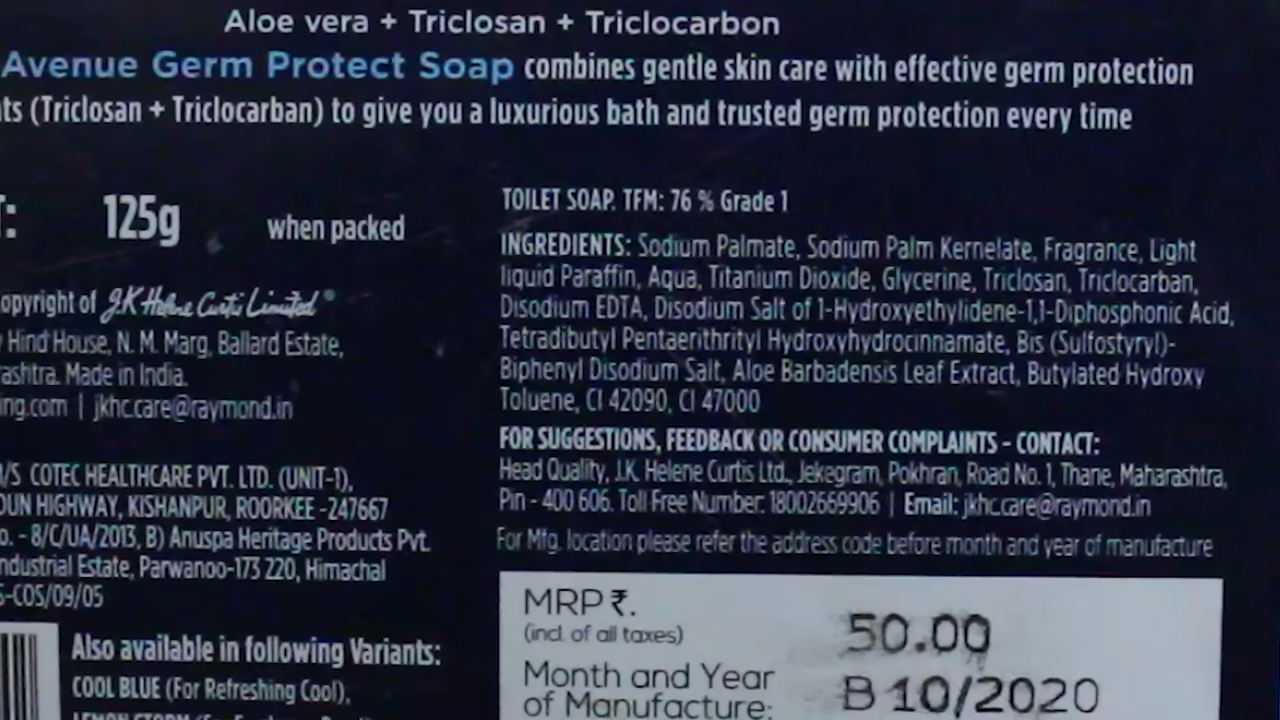 Aloe vera + Triclosan + Triclocarbon
Avenue Germ Protect Soap combines gentle skin care with effective germ protection
ts (Triclosan + Triclocarban) to give you a luxurious bath and trusted germ protection every time
T: 125g when packed
opyright of J.K. Helene Curtis Limited
Hind House, N. M. Marg, Ballard Estate,
ashtra. Made in India.
ing.com | jkhc.care@raymond.in
/S COTEC HEALTHCARE PVT. LTD. (UNIT-1),
DUN HIGHWAY, KISHANPUR, ROORKEE -247667
o. - 8/C/UA/2013, B) Anuspa Heritage Products Pvt.
ndustrial Estate, Parwanoo-173 220, Himachal
S-COS/09/05
Also available in following Variants:
COOL BLUE (For Refreshing Cool),
TOILET SOAP. TFM: 76 % Grade 1
INGREDIENTS: Sodium Palmate, Sodium Palm Kernelate, Fragrance, Light
liquid Paraffin, Aqua, Titanium Dioxide, Glycerine, Triclosan, Triclocarban,
Disodium EDTA, Disodium Salt of 1-Hydroxyethylidene-1,1-Diphosphonic Acid,
Tetradibutyl Pentaerithrityl Hydroxyhydrocinnamate, Bis (Sulfostyryl)-
Biphenyl Disodium Salt, Aloe Barbadensis Leaf Extract, Butylated Hydroxy
Toluene, CI 42090, CI 47000
FOR SUGGESTIONS, FEEDBACK OR CONSUMER COMPLAINTS - CONTACT:
Head Quality, J.K. Helene Curtis Ltd., Jekegram, Pokhran, Road No. 1, Thane, Maharashtra,
Pin - 400 606. Toll Free Number: 18002669906 | Email: jkhc.care@raymond.in
For Mfg. location please refer the address code before month and year of manufacture
MRP ₹. 50.00
(incl. of all taxes)
Month and Year
of Manufacture: B 10/2020